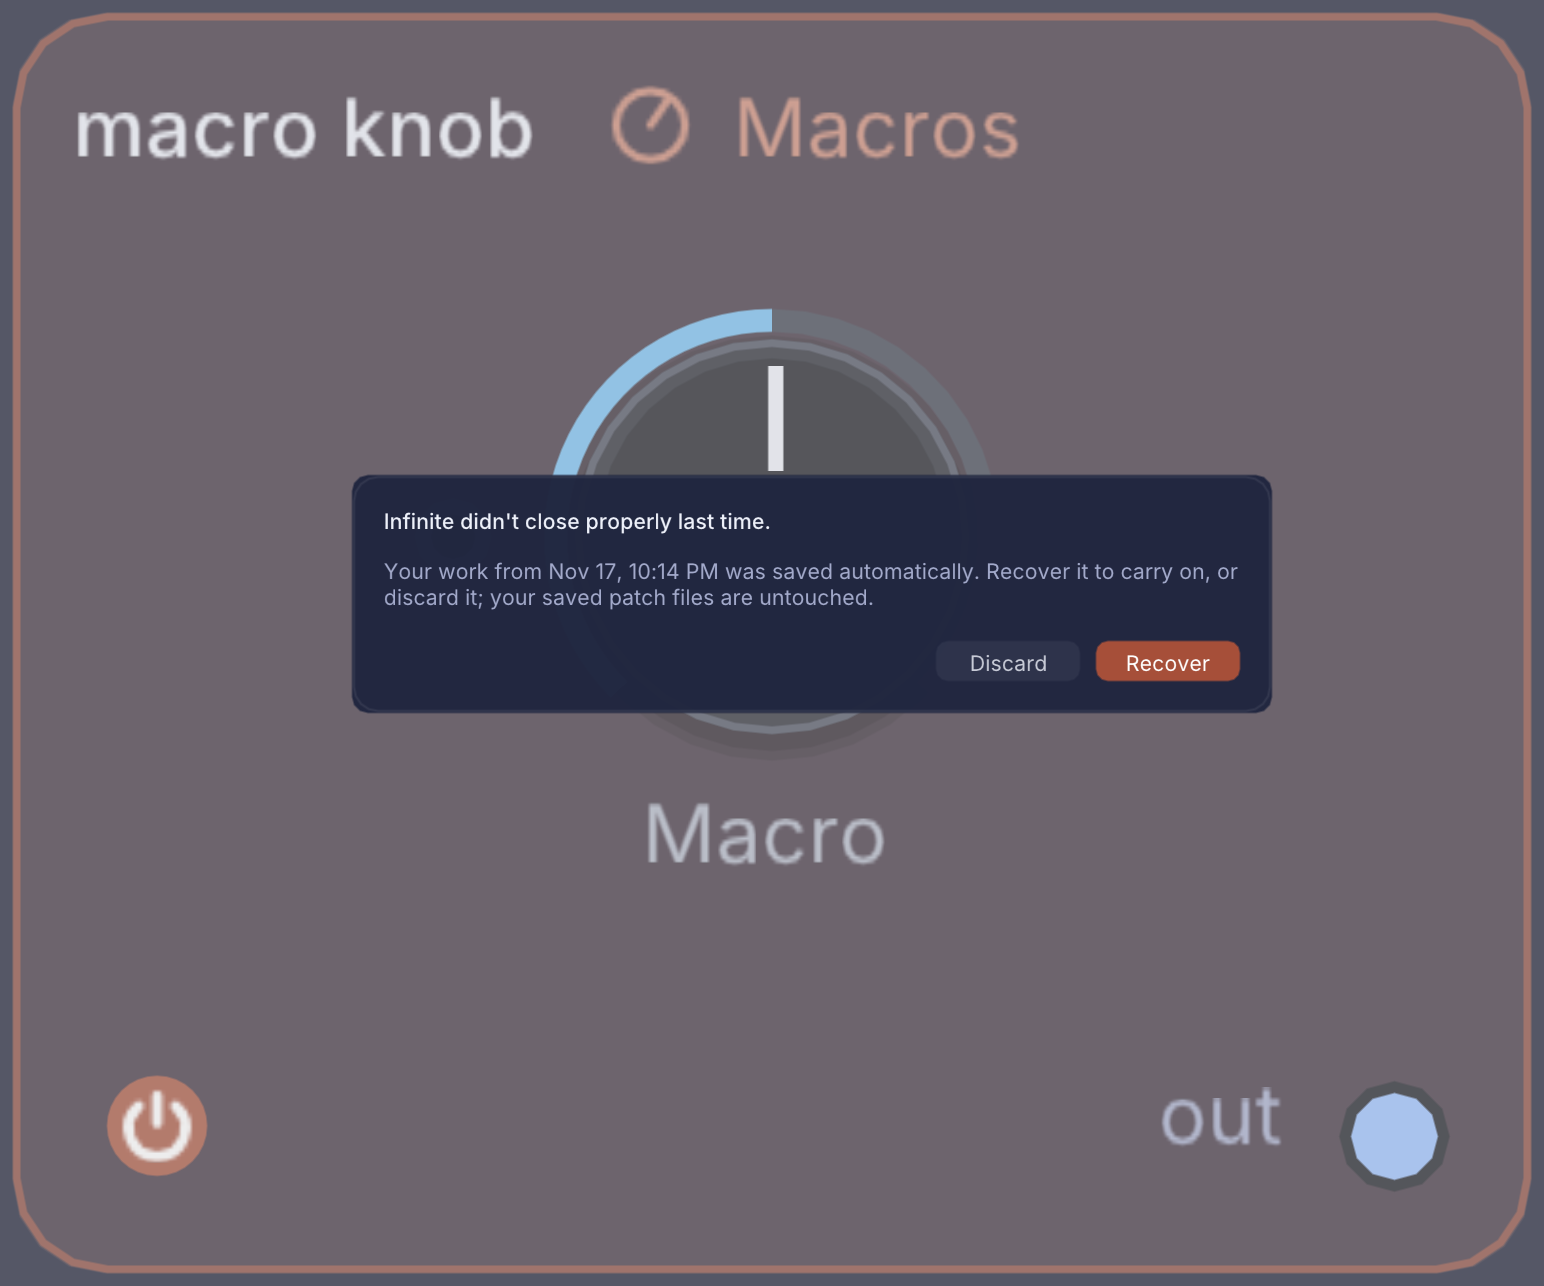 macro knob Macros
Infinite didn't close properly last time.
Your work from Nov 17, 10:14 PM was saved automatically. Recover it to carry on, or
discard it; your saved patch files are untouched.
Discard Recover
Macro
out